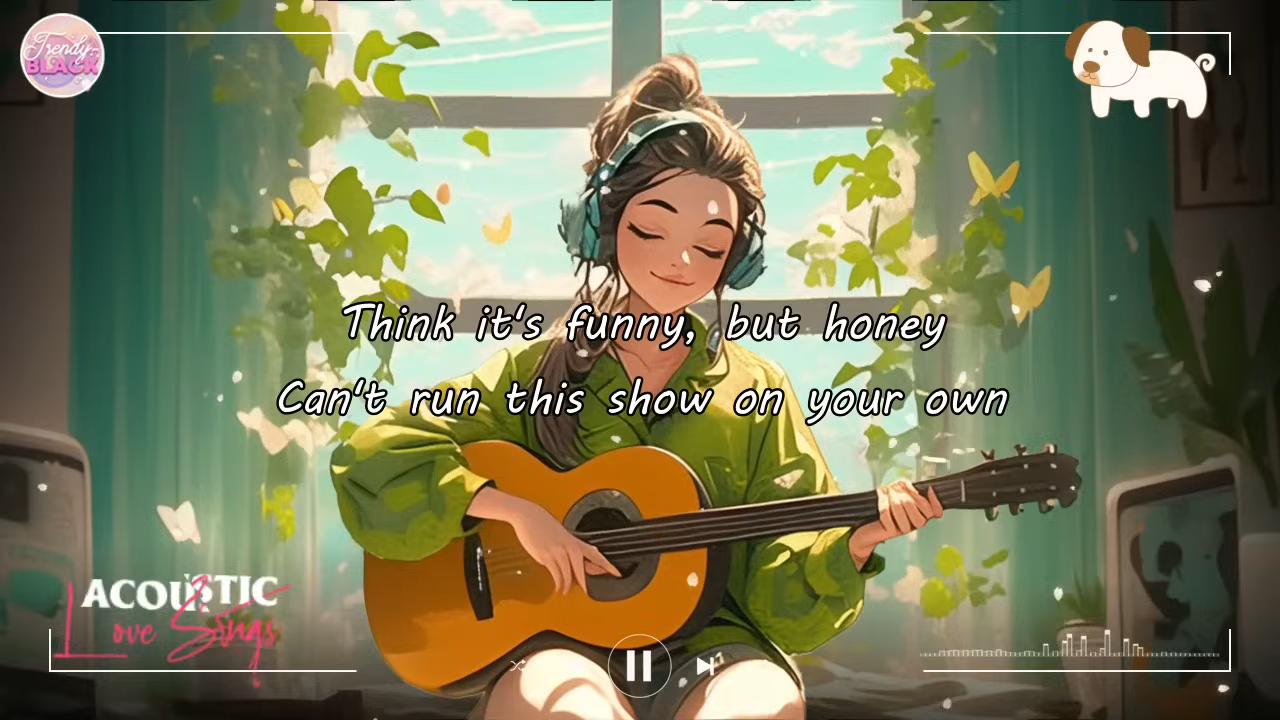 Trendy
BLACK
Think it's funny, but honey
Can't run this show on your own
ACOUSTIC
Love Songs